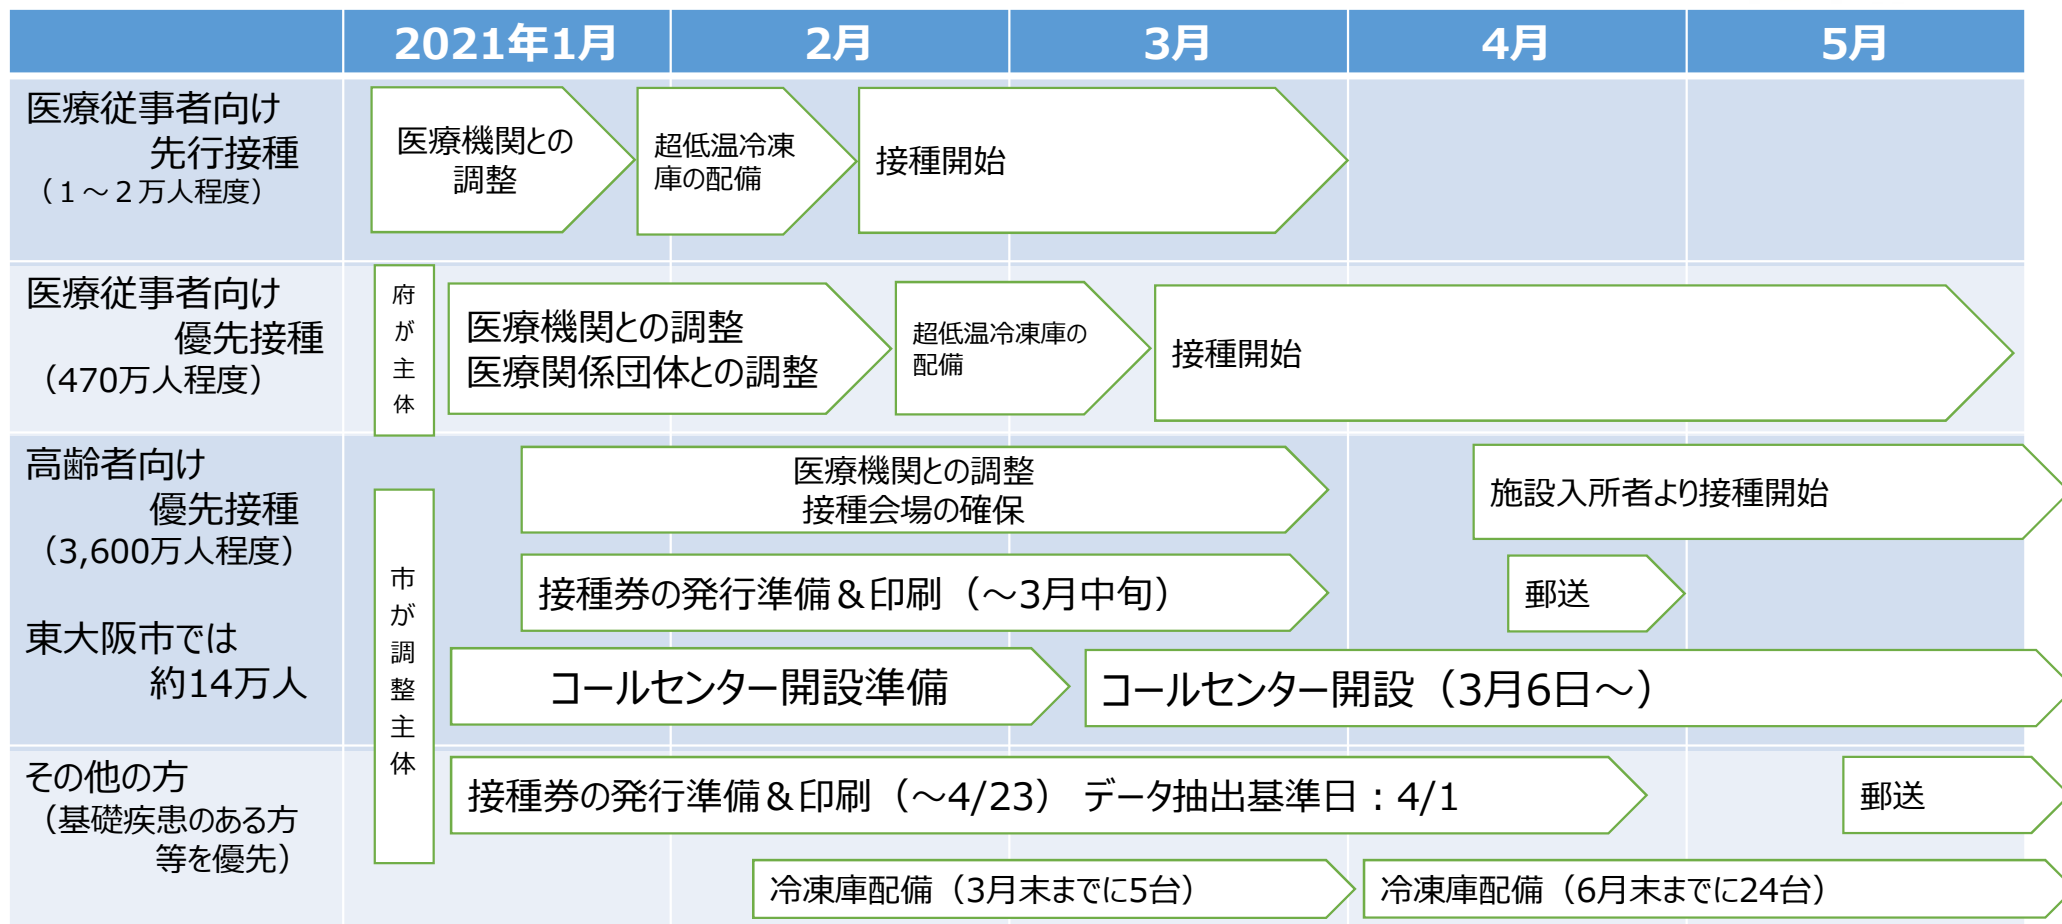 2021年1月
2月
3月
4月
5月
医療従事者向け
先行接種
（1～2万人程度）
医療機関との
調整
超低温冷凍
庫の配備
接種開始
医療従事者向け
優先接種
（470万人程度）
府が主体
医療機関との調整
医療関係団体との調整
超低温冷凍庫の
配備
接種開始
高齢者向け
優先接種
（3,600万人程度）
東大阪市では
約14万人
市が調整主体
医療機関との調整
接種会場の確保
施設入所者より接種開始
接種券の発行準備＆印刷（～3月中旬）
郵送
コールセンター開設準備
コールセンター開設（3月6日～）
その他の方
（基礎疾患のある方
等を優先）
接種券の発行準備＆印刷（～4/23） データ抽出基準日：4/1
郵送
冷凍庫配備（3月末までに5台）
冷凍庫配備（6月末までに24台）